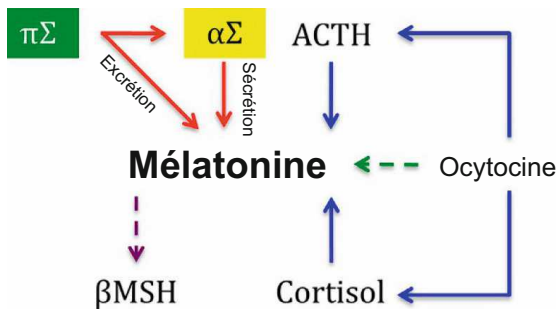 πΣ
αΣ
ACTH
Excrétion
Sécrétion
Mélatonine
Ocytocine
βMSH
Cortisol